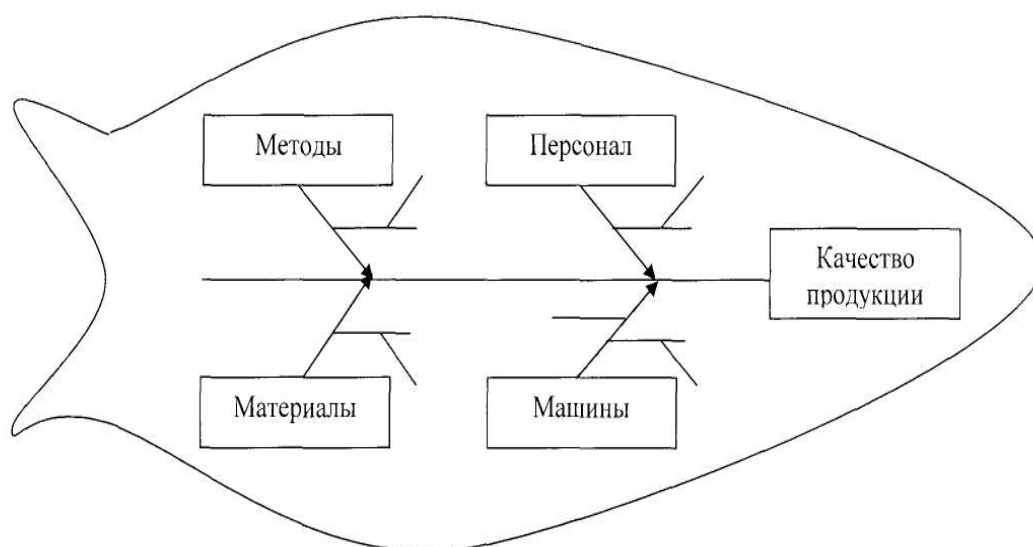 Методы
Персонал
Качество
продукции
Материалы
Машины